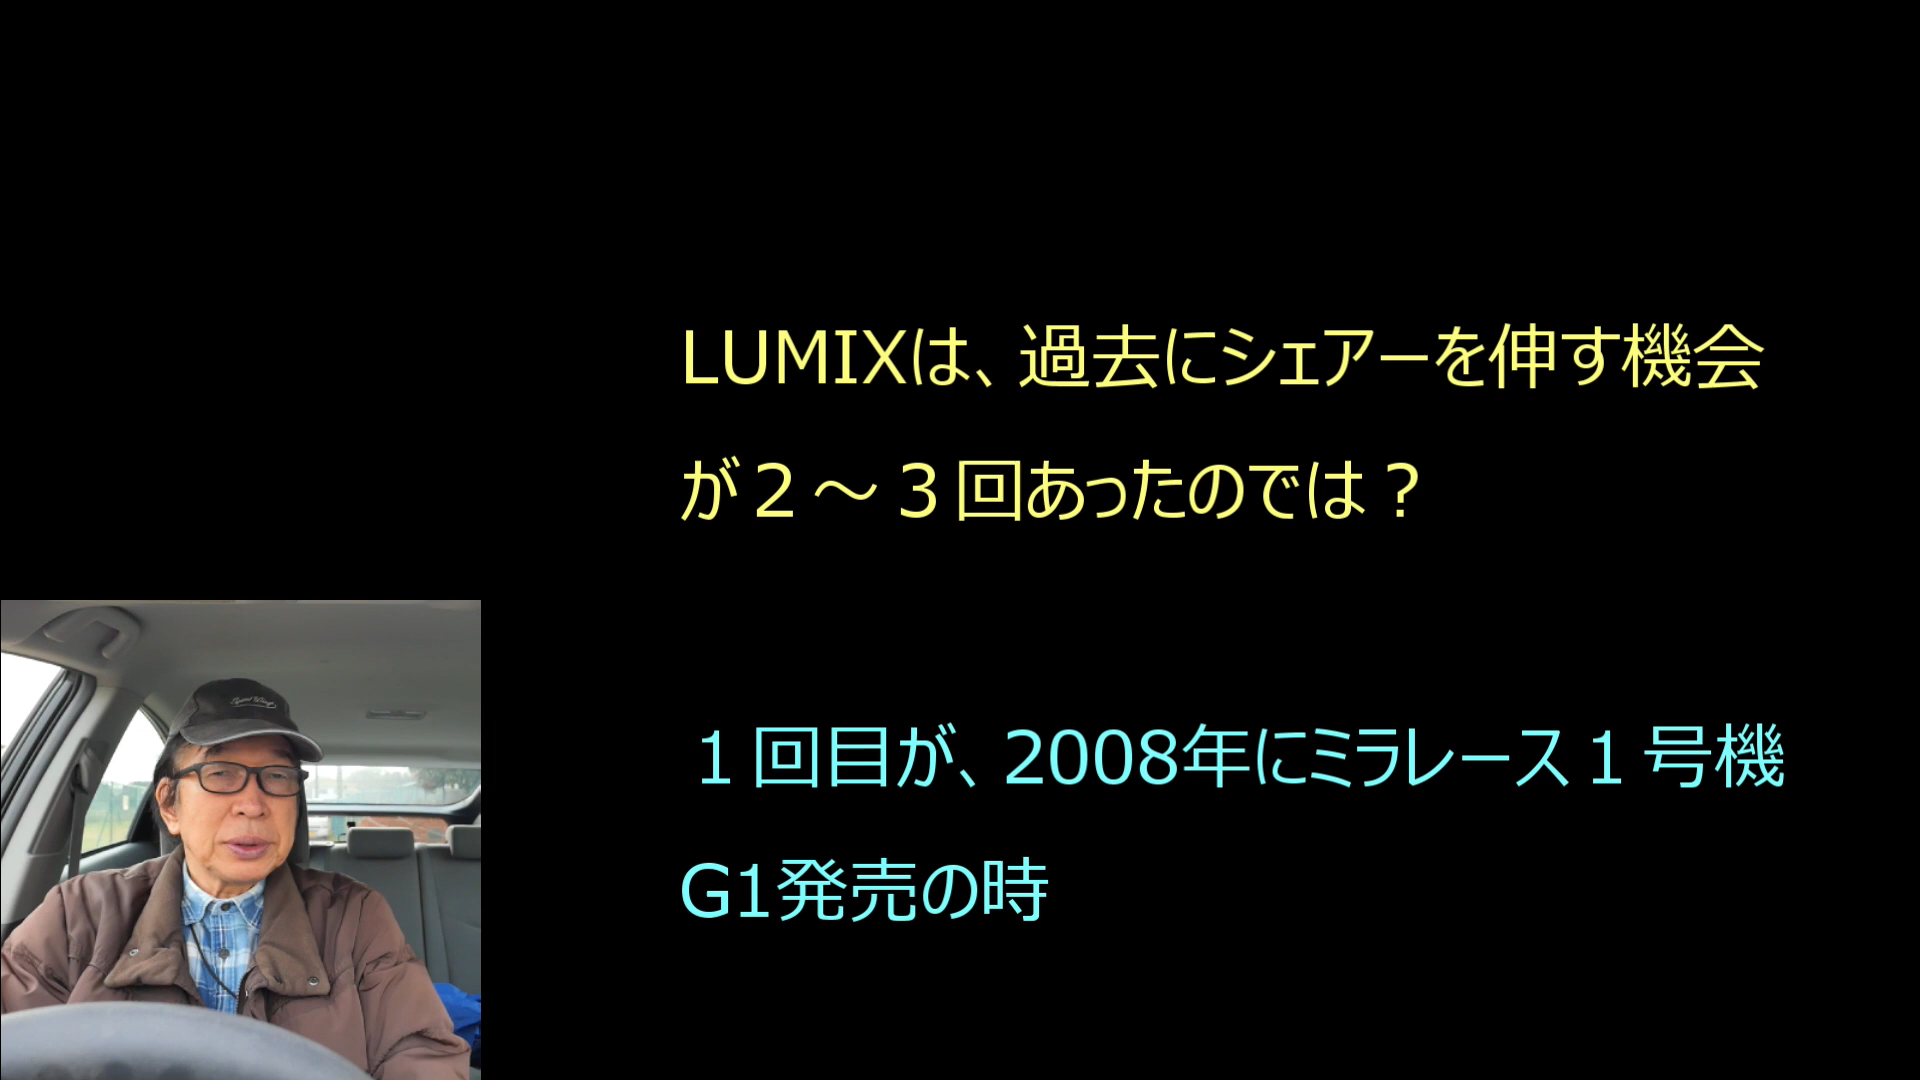 LUMIXは、過去にシェアーを伸す機会
が２～３回あったのでは？
１回目が、2008年にミラレース１号機
G1発売の時